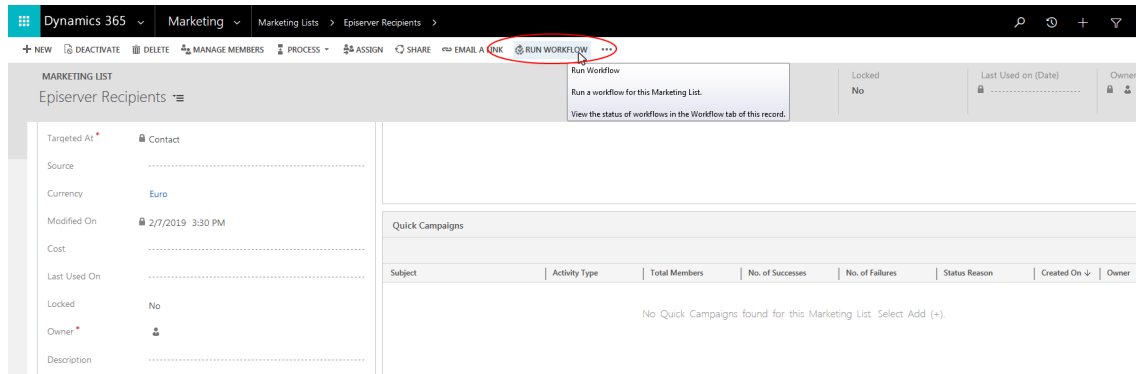 Dynamics 365 Marketing Marketing Lists > Episerver Recipients >
+ NEW DEACTIVATE DELETE MANAGE MEMBERS PROCESS ASSIGN SHARE EMAIL A LINK RUN WORKFLOW ...
Run Workflow
Run a workflow for this Marketing List.
View the status of workflows in the Workflow tab of this record.
MARKETING LIST
Episerver Recipients
Locked
No
Last Used on (Date)
Owner
Targeted At * Contact
Source
Currency Euro
Modified On 2/7/2019 3:30 PM
Cost
Last Used On
Locked No
Owner *
Description
Quick Campaigns
Subject Activity Type Total Members No. of Successes No. of Failures Status Reason Created On ↓ Owner
No Quick Campaigns found for this Marketing List. Select Add (+).